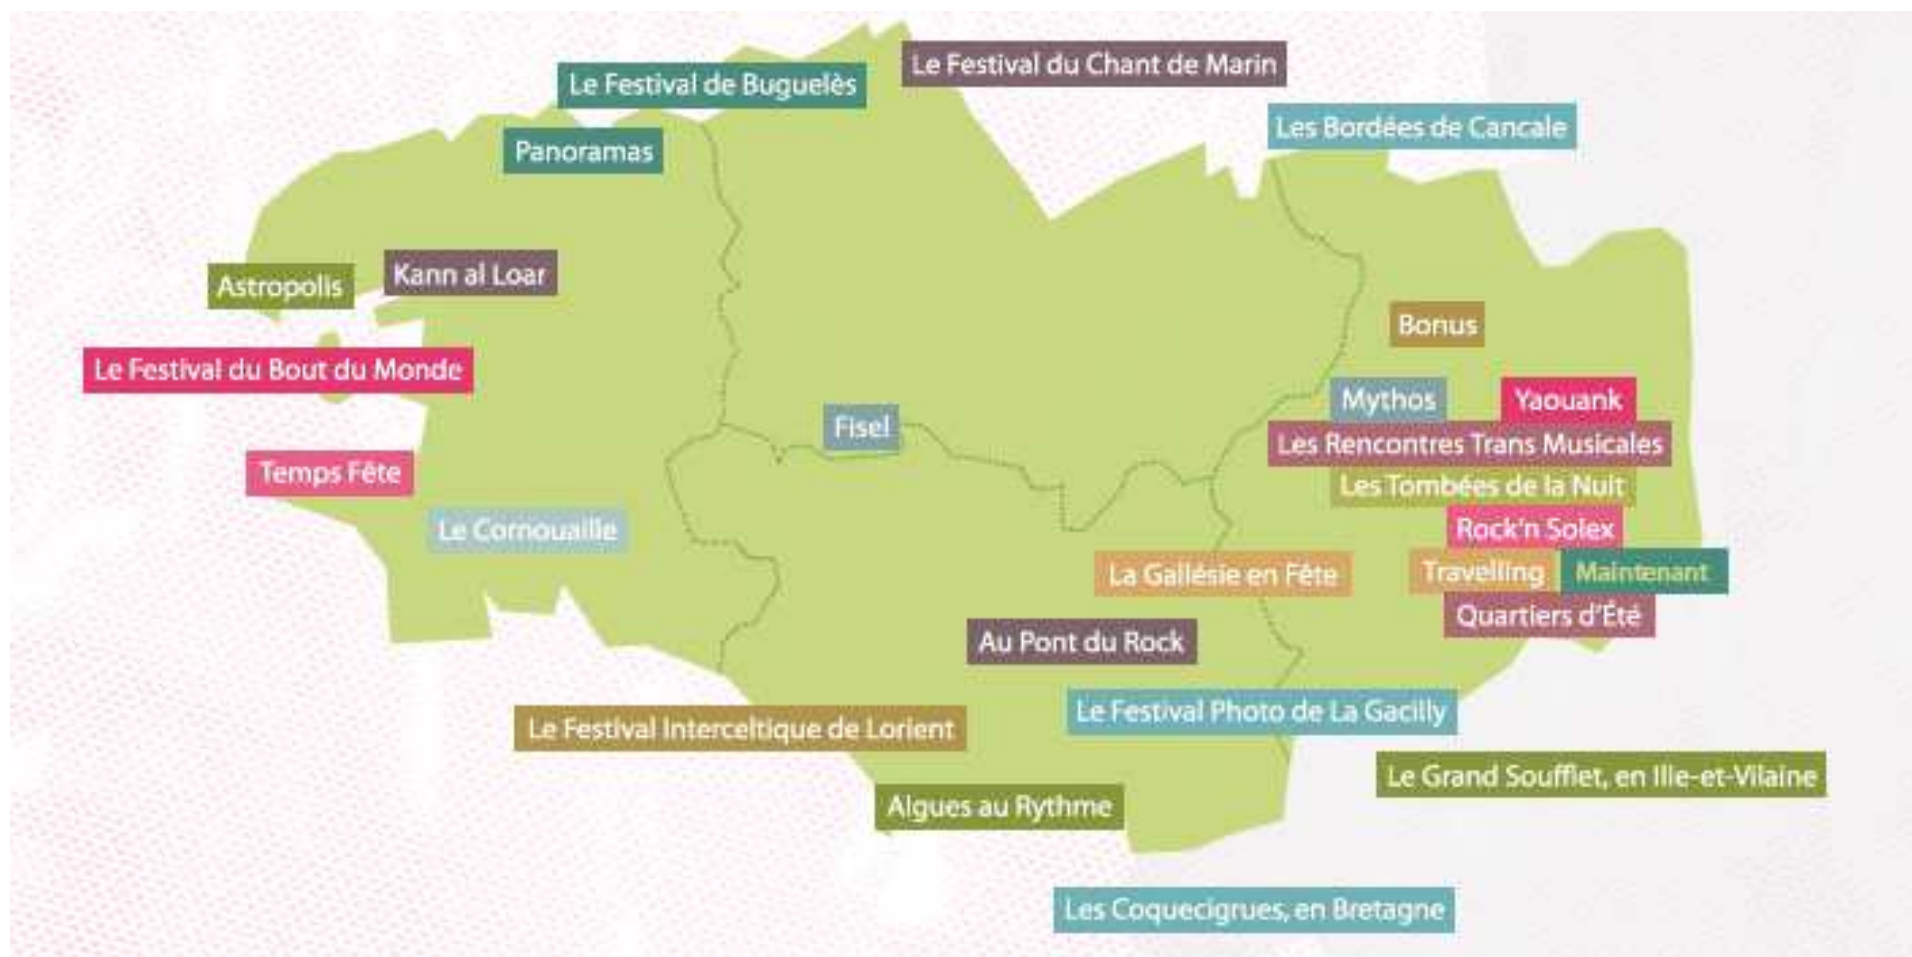 Le Festival du Chant de Marin
Le Festival de Buguelès
Les Bordées de Cancale
Panoramas
Kann al Loar
Astropolis
Bonus
Le Festival du Bout du Monde
Mythos
Yaouank
Fisel
Les Rencontres Trans Musicales
Temps Fête
Les Tombées de la Nuit
Le Cornouaille
Rock'n Solex
La Gallésie en Fête
Travelling
Maintenant
Quartiers d'Été
Au Pont du Rock
Le Festival Photo de La Gacilly
Le Festival Interceltique de Lorient
Le Grand Soufflet, en Ille-et-Vilaine
Algues au Rythme
Les Coquecigrues, en Bretagne